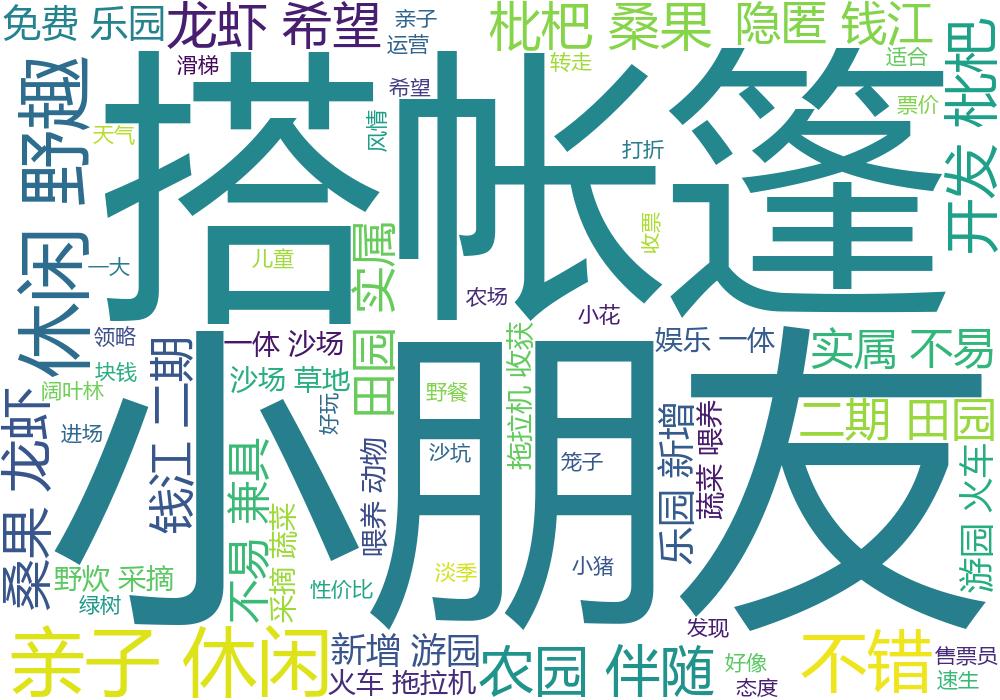 免费 乐园
龙虾 希望
亲子
运营
枇杷 桑果
隐匿 钱江
滑梯
希望
转走
适合
票价
开发 枇杷
野趣
天气
风情
打折
搭帐篷
儿童
收票
实属
田园
农场
小花
休闲
一大
领略
块钱
阔叶林
进场
钱江 二期
一体 沙场
沙场 草地
好玩
野餐
拖拉机 收获
娱乐 一体
实属 不易
二期 田园
小朋友
桑果 龙虾
不易 兼具
采摘 蔬菜
喂养 动物
沙坑
笼子
乐园 新增
蔬菜 喂养
游园 火车
野炊 采摘
绿树
性价比
淡季
小猪
发现
亲子 休闲
新增 游园
火车 拖拉机
农园 伴随
好像
态度
不错
售票员
速生